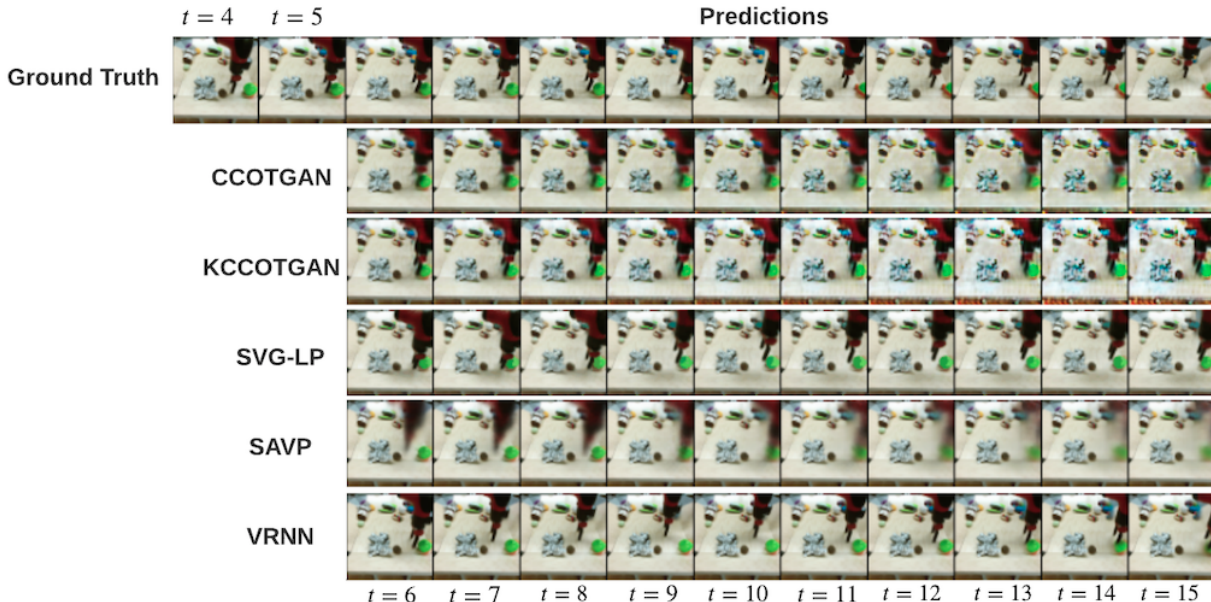 t = 4 t = 5 Predictions
Ground Truth
CCOTGAN
KCCOTGAN
SVG-LP
SAVP
VRNN
t = 6 t = 7 t = 8 t = 9 t = 10 t = 11 t = 12 t = 13 t = 14 t = 15